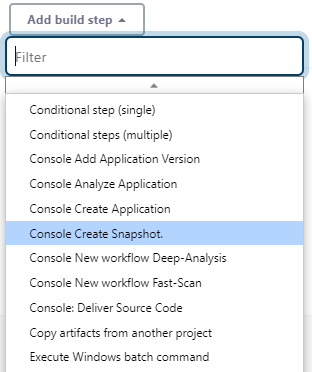 Add build step
Filter
Conditional step (single)
Conditional steps (multiple)
Console Add Application Version
Console Analyze Application
Console Create Application
Console Create Snapshot.
Console New workflow Deep-Analysis
Console New workflow Fast-Scan
Console: Deliver Source Code
Copy artifacts from another project
Execute Windows batch command